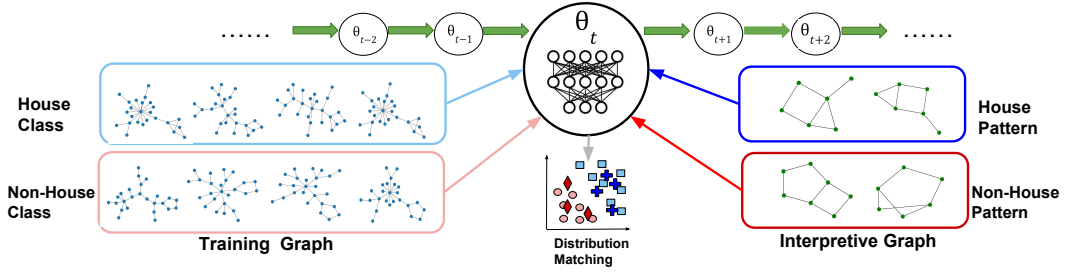 ......
θt-2
θt-1
θt
θt+1
θt+2
......
House
Class
House
Pattern
Non-House
Class
Non-House
Pattern
Training Graph
Distribution
Matching
Interpretive Graph